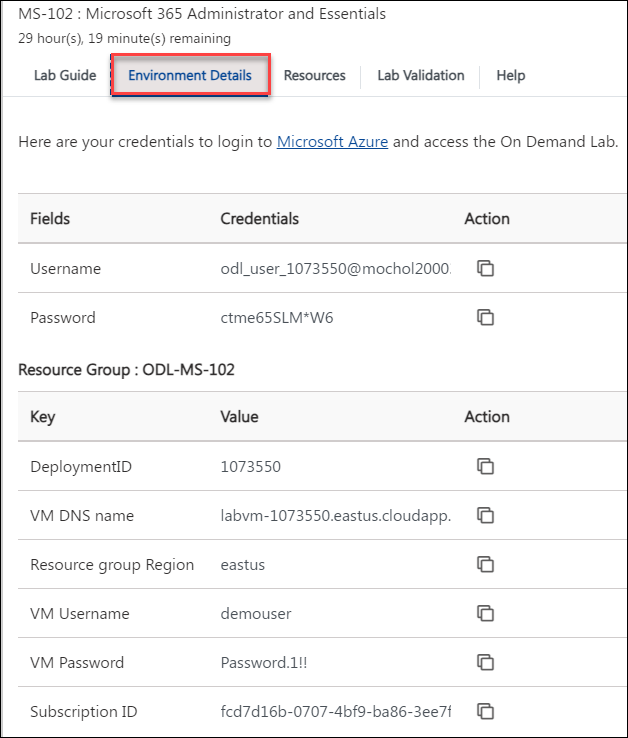 MS-102 : Microsoft 365 Administrator and Essentials
29 hour(s), 19 minute(s) remaining
Lab Guide Environment Details Resources Lab Validation Help
Here are your credentials to login to Microsoft Azure and access the On Demand Lab.
Fields Credentials Action
Username odl_user_1073550@mochol2000.
Password ctme65SLM*W6
Resource Group : ODL-MS-102
Key Value Action
DeploymentID 1073550
VM DNS name labvm-1073550.eastus.cloudapp.
Resource group Region eastus
VM Username demouser
VM Password Password.1!!
Subscription ID fcd7d16b-0707-4bf9-ba86-3ee7f